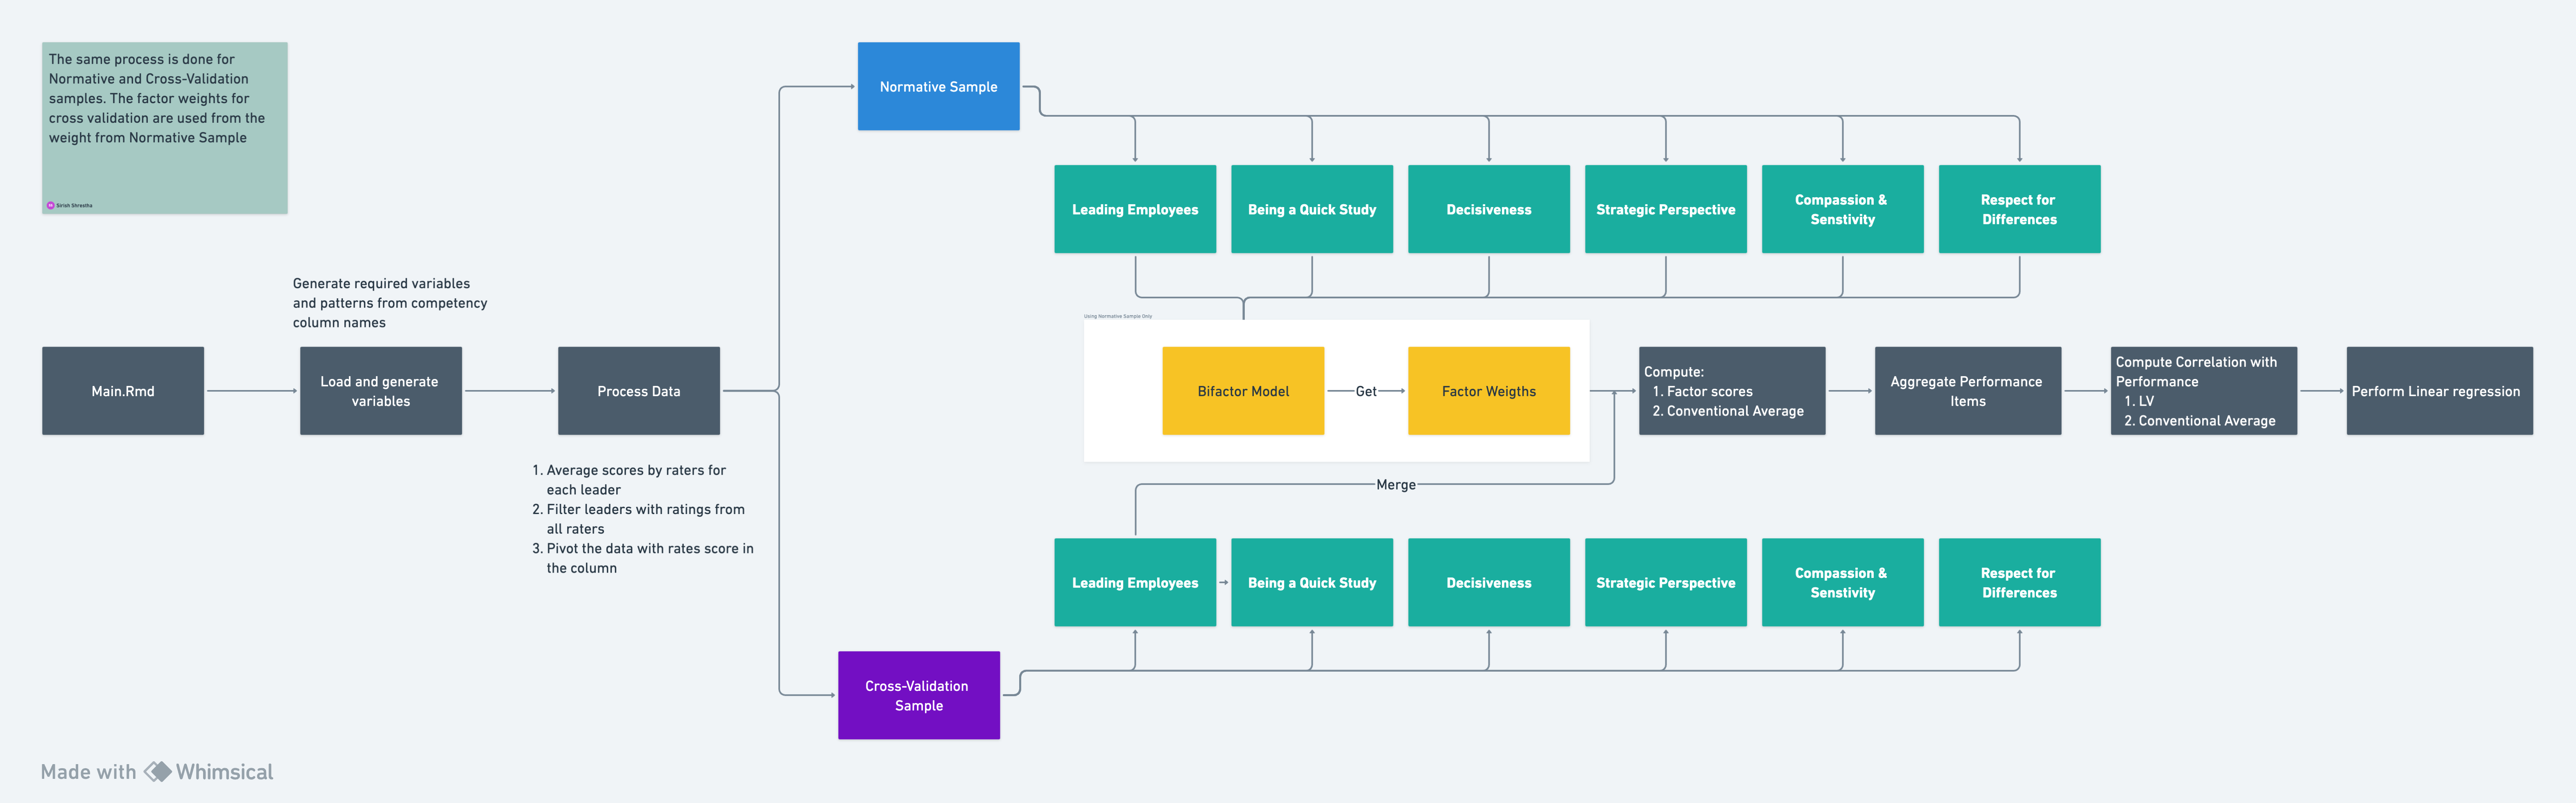 The same process is done for
Normative and Cross-Validation
samples. The factor weights for
cross validation are used from the
weight from Normative Sample
SS Sirish Shrestha
Normative Sample
Leading Employees
Being a Quick Study
Decisiveness
Strategic Perspective
Compassion &
Senstivity
Respect for
Differences
Generate required variables
and patterns from competency
column names
Main.Rmd
Load and generate
variables
Process Data
1. Average scores by raters for
each leader
2. Filter leaders with ratings from
all raters
3. Pivot the data with rates score in
the column
Using Normative Sample Only
Bifactor Model
Get
Factor Weigths
Compute:
1. Factor scores
2. Conventional Average
Aggregate Performance
Items
Compute Correlation with
Performance
1. LV
2. Conventional Average
Perform Linear regression
Merge
Leading Employees
Being a Quick Study
Decisiveness
Strategic Perspective
Compassion &
Senstivity
Respect for
Differences
Cross-Validation
Sample
Made with Whimsical